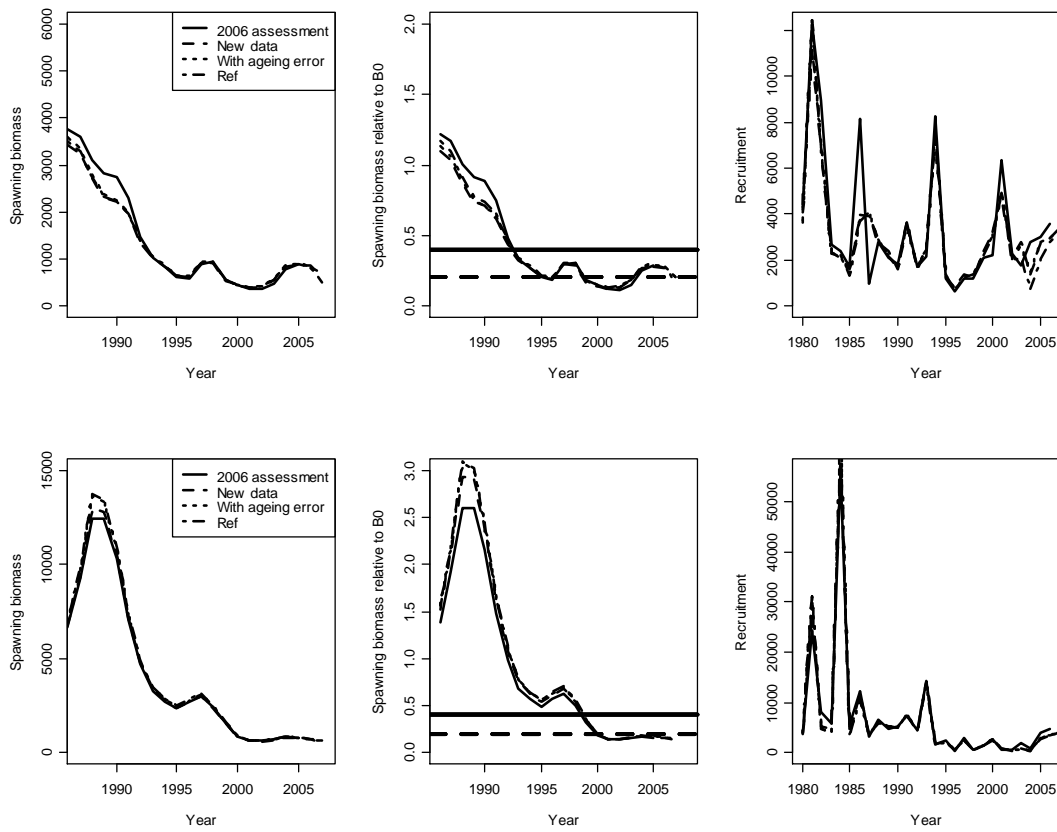 Spawning biomass
0 1000 2000 3000 4000 5000 6000
2006 assessment
New data
With ageing error
Ref
1990 1995 2000 2005
Year
Spawning biomass relative to B0
0.0 0.5 1.0 1.5 2.0
1990 1995 2000 2005
Year
Recruitment
0 2000 4000 6000 8000 10000
1980 1985 1990 1995 2000 2005
Year
Spawning biomass
0 5000 10000 15000
2006 assessment
New data
With ageing error
Ref
1990 1995 2000 2005
Year
Spawning biomass relative to B0
0.0 0.5 1.0 1.5 2.0 2.5 3.0
1990 1995 2000 2005
Year
Recruitment
0 10000 20000 30000 40000 50000
1980 1985 1990 1995 2000 2005
Year